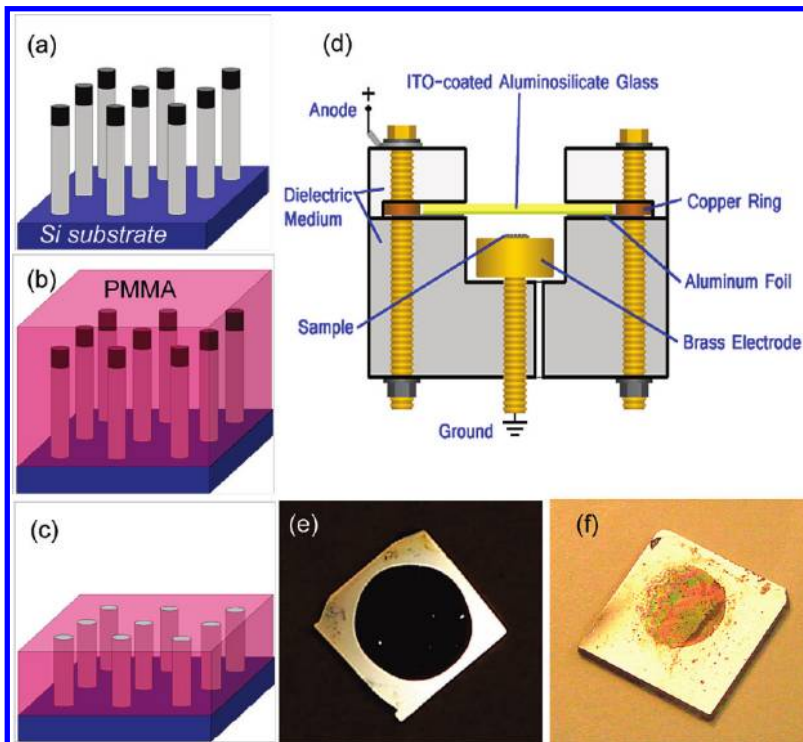 (a)
Si substrate
(b)
PMMA
(c)
(d)
ITO-coated Aluminosilicate Glass
+
Anode
Dielectric
Medium
Copper Ring
Aluminum Foil
Sample
Brass Electrode
Ground
(e)
(f)